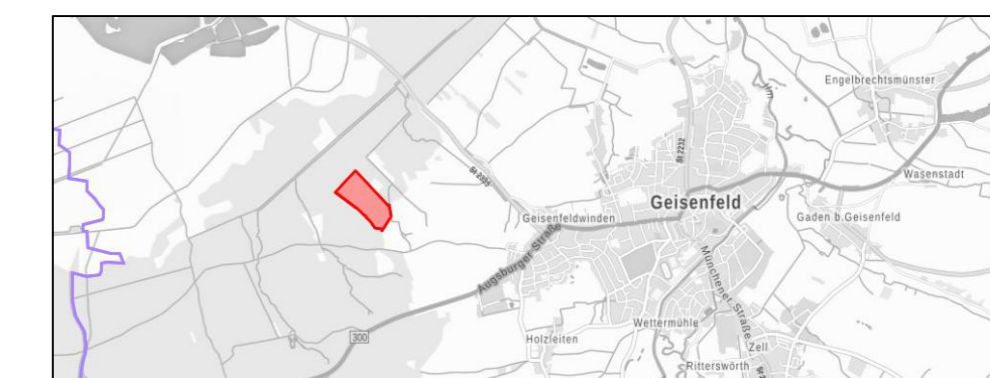 Engelbrechtsmünster
Ilm
St 2232
St 2335
Wasenstadt
Geisenfeld
Geisenfeldwinden
Gaden b.Geisenfeld
Augsburger Straße
Münchener Straße
300
Wettermühle
Holzleiten
Zell
Ritterswörth